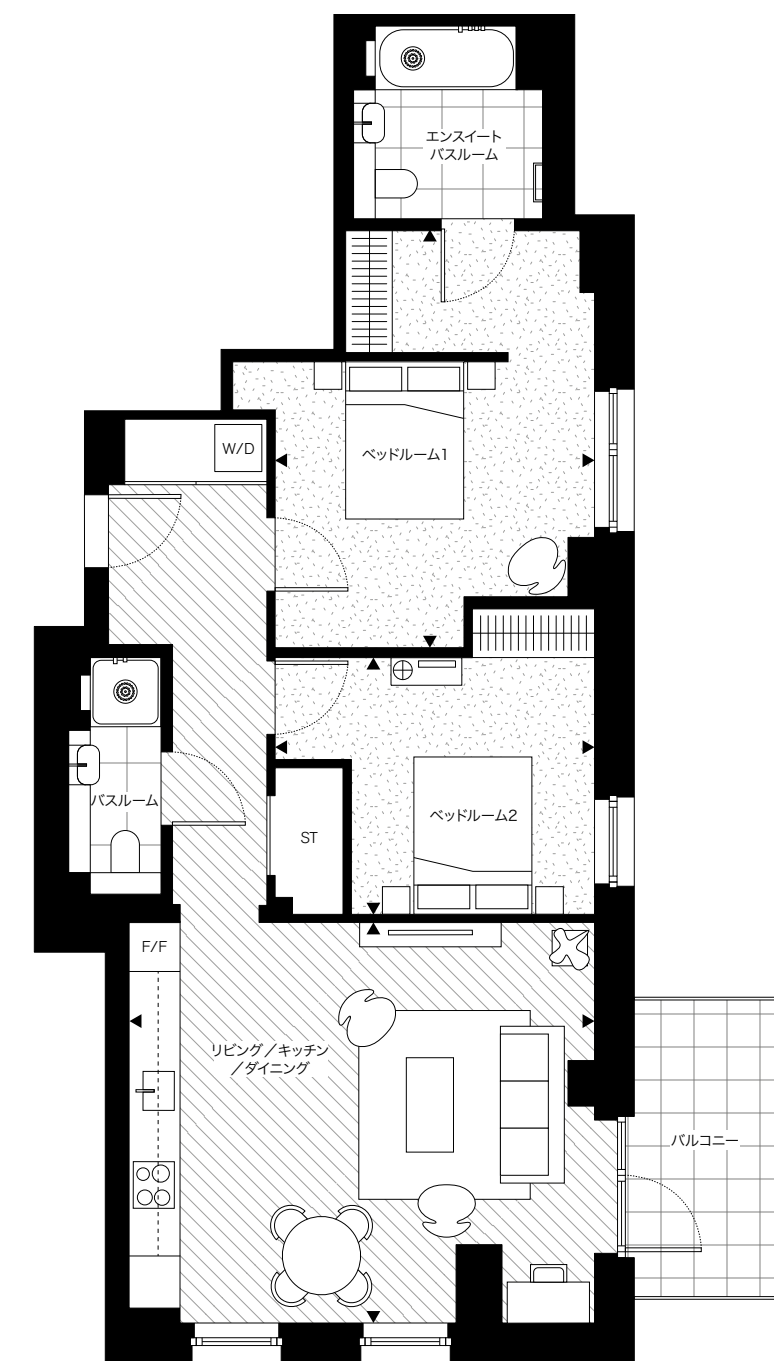 エンスイート
バスルーム
W/D
ベッドルーム1
バスルーム
ST
ベッドルーム2
F/F
リビング／キッチン
／ダイニング
バルコニー